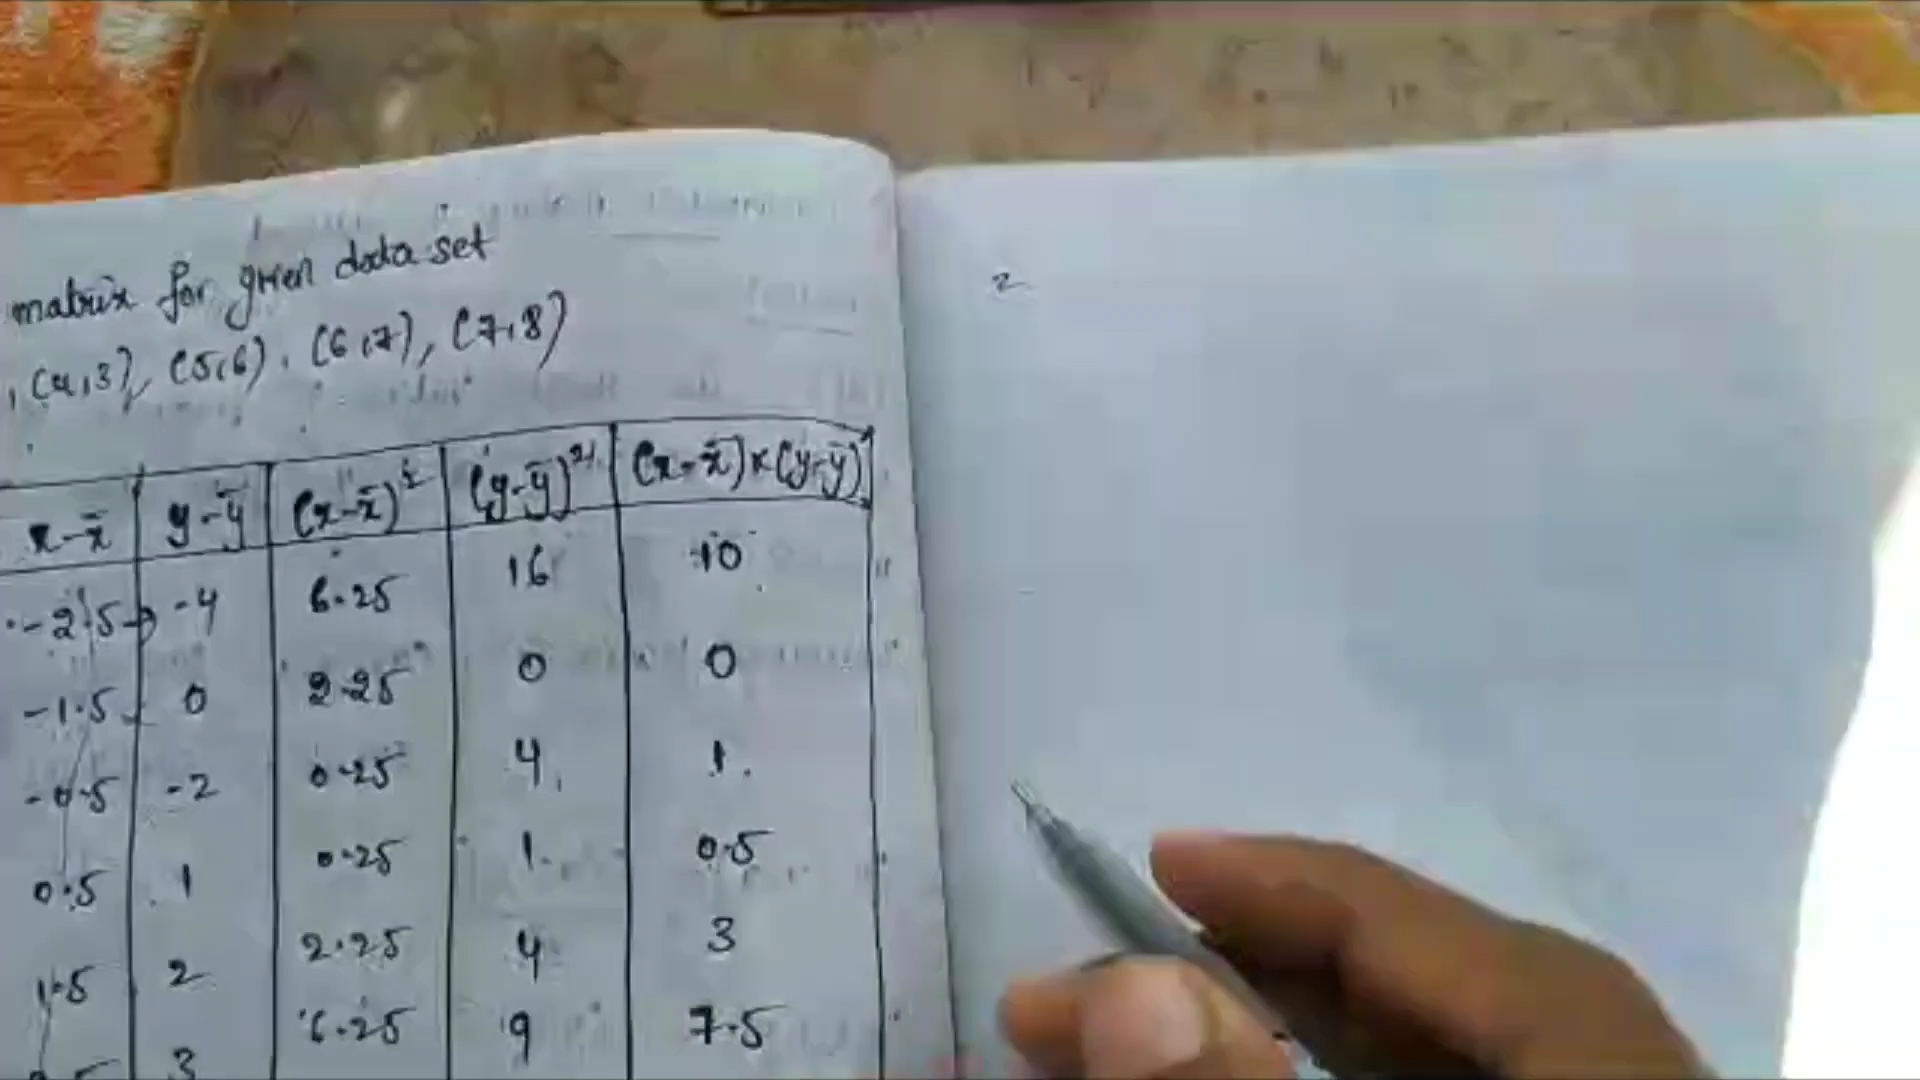 matrix for given data set
, (4,3), (5,6), (6,7), (7,8)
x-x̄ y-ȳ (x-x̄)² (y-ȳ)² (x-x̄)×(y-ȳ)
-2.5 -4 6.25 16 10
-1.5 0 2.25 0 0
-0.5 -2 0.25 4 1
0.5 1 0.25 1 0.5
1.5 2 2.25 4 3
3 6.25 9 7.5
2